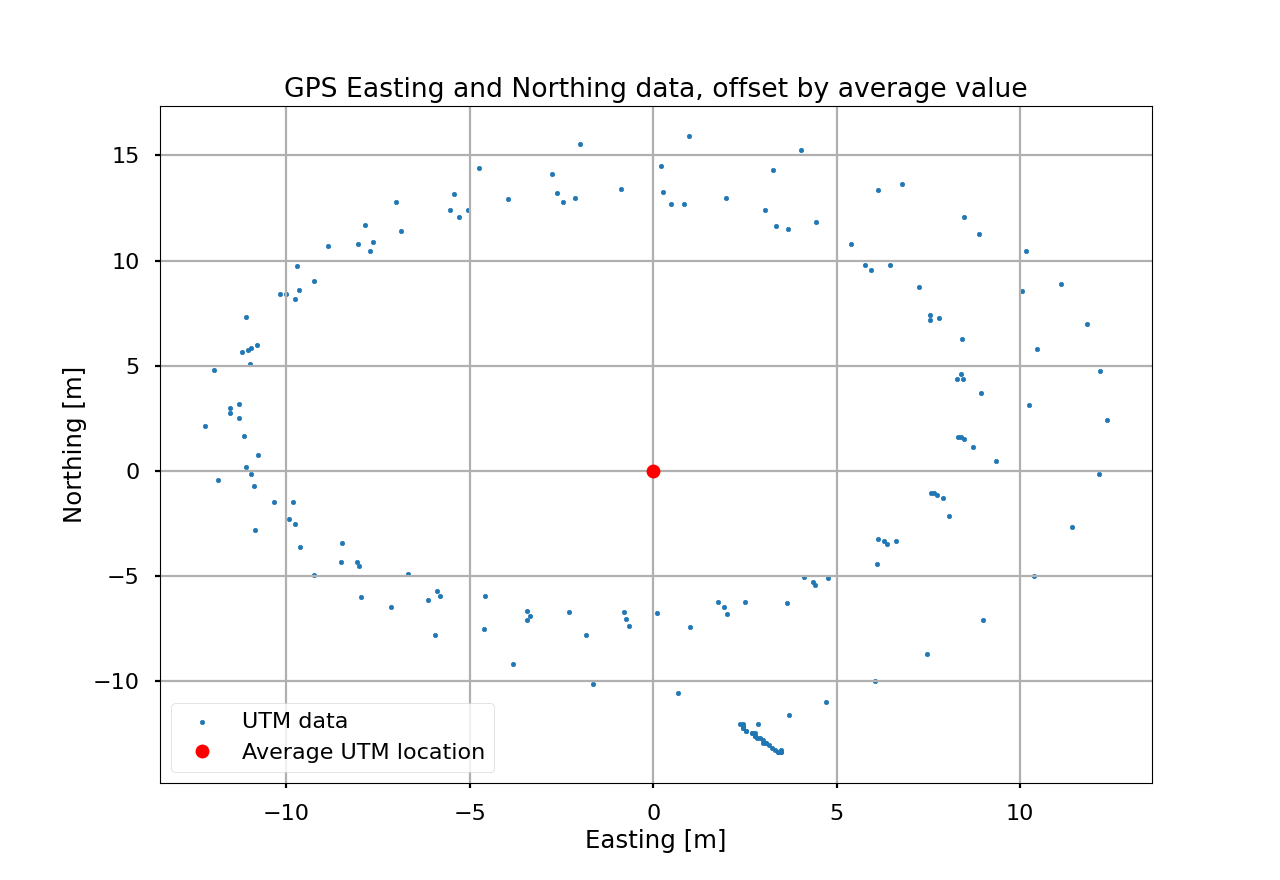 GPS Easting and Northing data, offset by average value
15
10
5
0
−5
−10
Northing [m]
UTM data
Average UTM location
−10
−5
0
5
10
Easting [m]